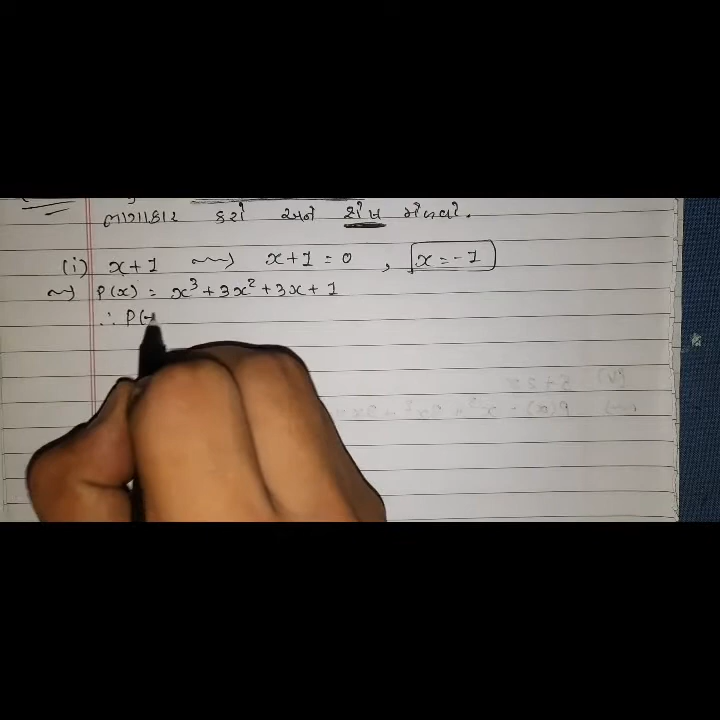 ભાગાકાર કરો અને શેષ મેળવો.
(i) x+1 ~~> x+1 = 0 , x = -1
~> P(x) = x³ + 3x² + 3x + 1
∴ P(-